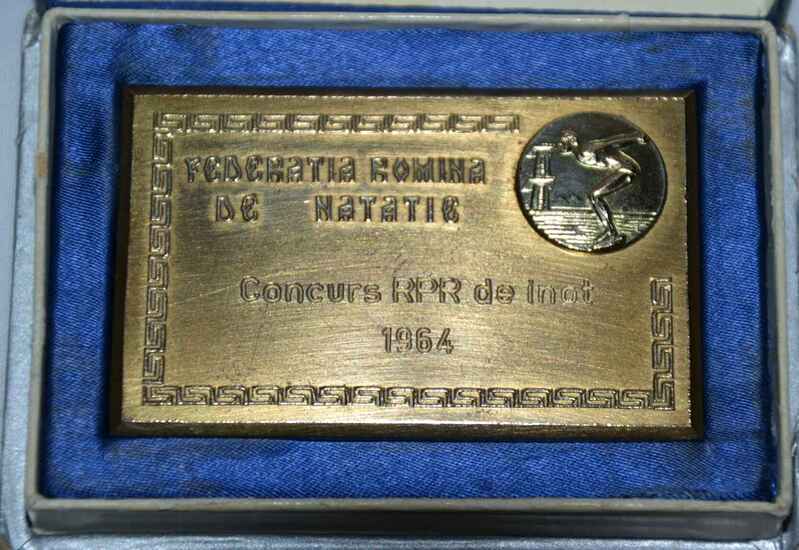 FEDERATIA ROMINA
DE NATATIE
Concurs RPR de inot
1964